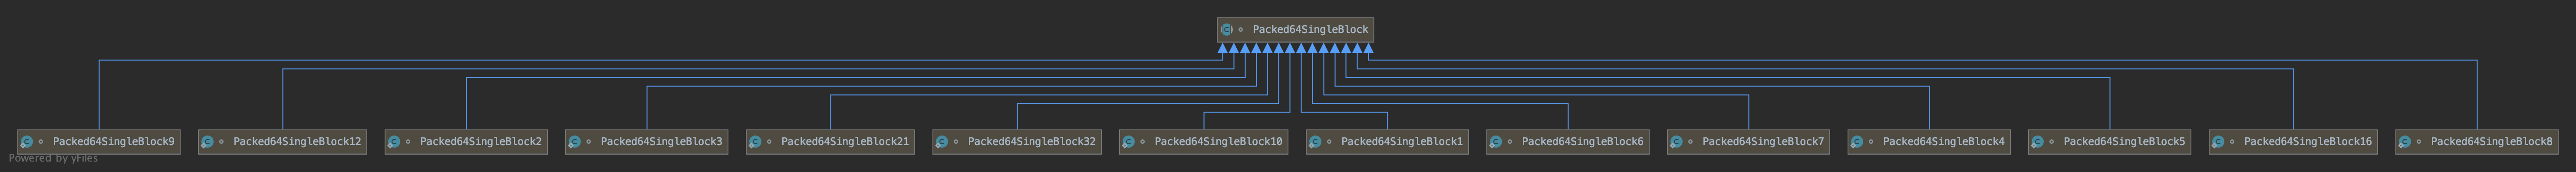 Packed64SingleBlock
Packed64SingleBlock9
Packed64SingleBlock12
Packed64SingleBlock2
Packed64SingleBlock3
Packed64SingleBlock21
Packed64SingleBlock32
Packed64SingleBlock10
Packed64SingleBlock1
Packed64SingleBlock6
Packed64SingleBlock7
Packed64SingleBlock4
Packed64SingleBlock5
Packed64SingleBlock16
Packed64SingleBlock8
Powered by yFiles